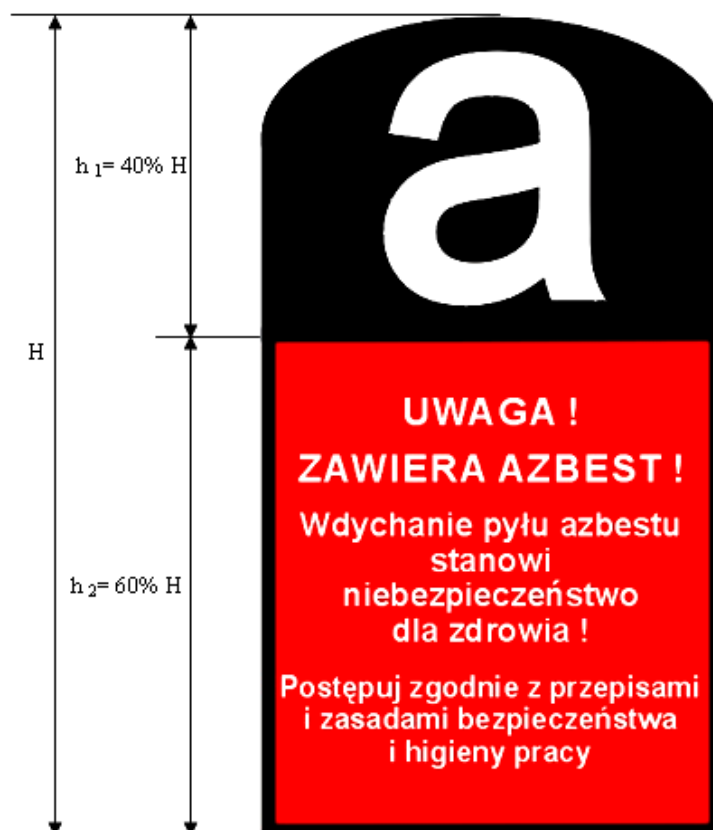 a
h 1= 40% H
H
UWAGA !
ZAWIERA AZBEST !
Wdychanie pyłu azbestu
stanowi
niebezpieczeństwo
dla zdrowia !
h 2= 60% H
Postępuj zgodnie z przepisami
i zasadami bezpieczeństwa
i higieny pracy